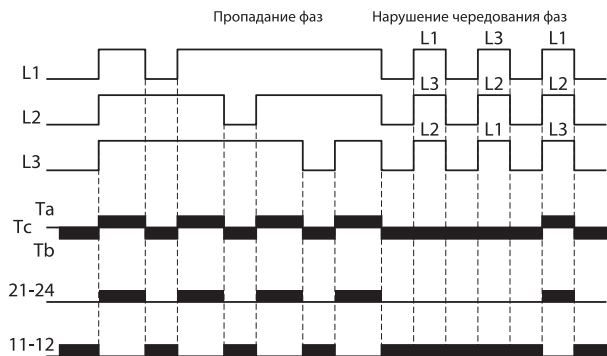 Пропадание фаз Нарушение чередования фаз
L1 L3 L1
L1
L3 L2 L2
L2
L2 L1 L3
L3
Ta
Tc
Tb
21-24
11-12